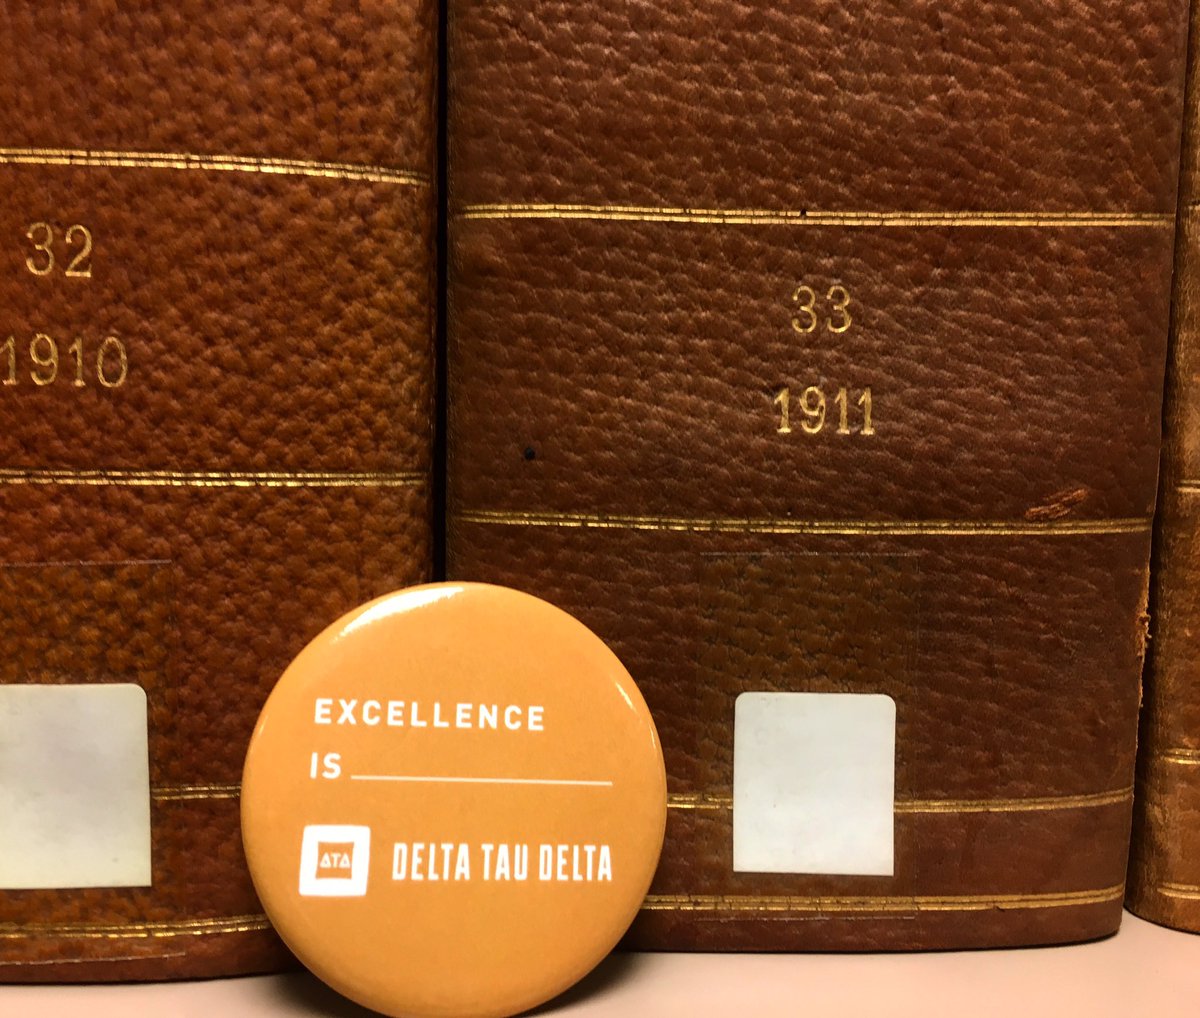 32
1910
33
1911
EXCELLENCE
IS
ΔΤΔ
DELTA TAU DELTA